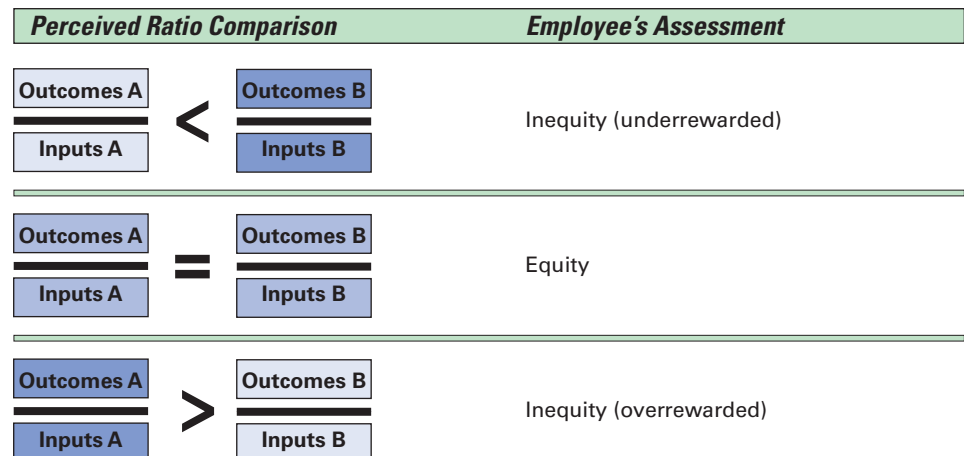 Perceived Ratio Comparison Employee's Assessment
Outcomes A < Outcomes B
Inputs A Inputs B
Inequity (underrewarded)
Outcomes A = Outcomes B
Inputs A Inputs B
Equity
Outcomes A > Outcomes B
Inputs A Inputs B
Inequity (overrewarded)